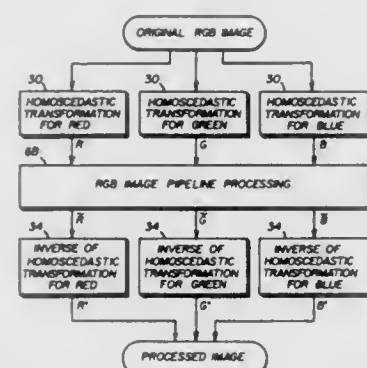 ORIGINAL RGB IMAGE
30 30 30
HOMOSCEDASTIC TRANSFORMATION FOR RED
HOMOSCEDASTIC TRANSFORMATION FOR GREEN
HOMOSCEDASTIC TRANSFORMATION FOR BLUE
68 R G B
RGB IMAGE PIPELINE PROCESSING
R̃ G̃ B̃
34 34 34
INVERSE OF HOMOSCEDASTIC TRANSFORMATION FOR RED
INVERSE OF HOMOSCEDASTIC TRANSFORMATION FOR GREEN
INVERSE OF HOMOSCEDASTIC TRANSFORMATION FOR BLUE
R" G" B"
PROCESSED IMAGE